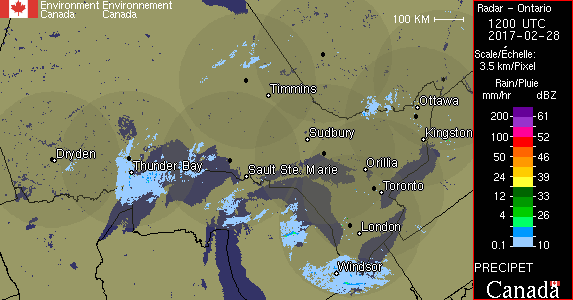 Environment Environnement
Canada Canada
100 KM
Timmins
Ottawa
Sudbury
Kingston
Dryden
Thunder Bay
Sault Ste. Marie
Orillia
Toronto
London
Windsor
Radar - Ontario
1200 UTC
2017-02-28
Scale/Échelle:
3.5 km/Pixel
Rain/Pluie
mm/hr dBZ
200 61
100 52
50 46
24 39
12 33
4 26
0.1 10
PRECIPET
Canada